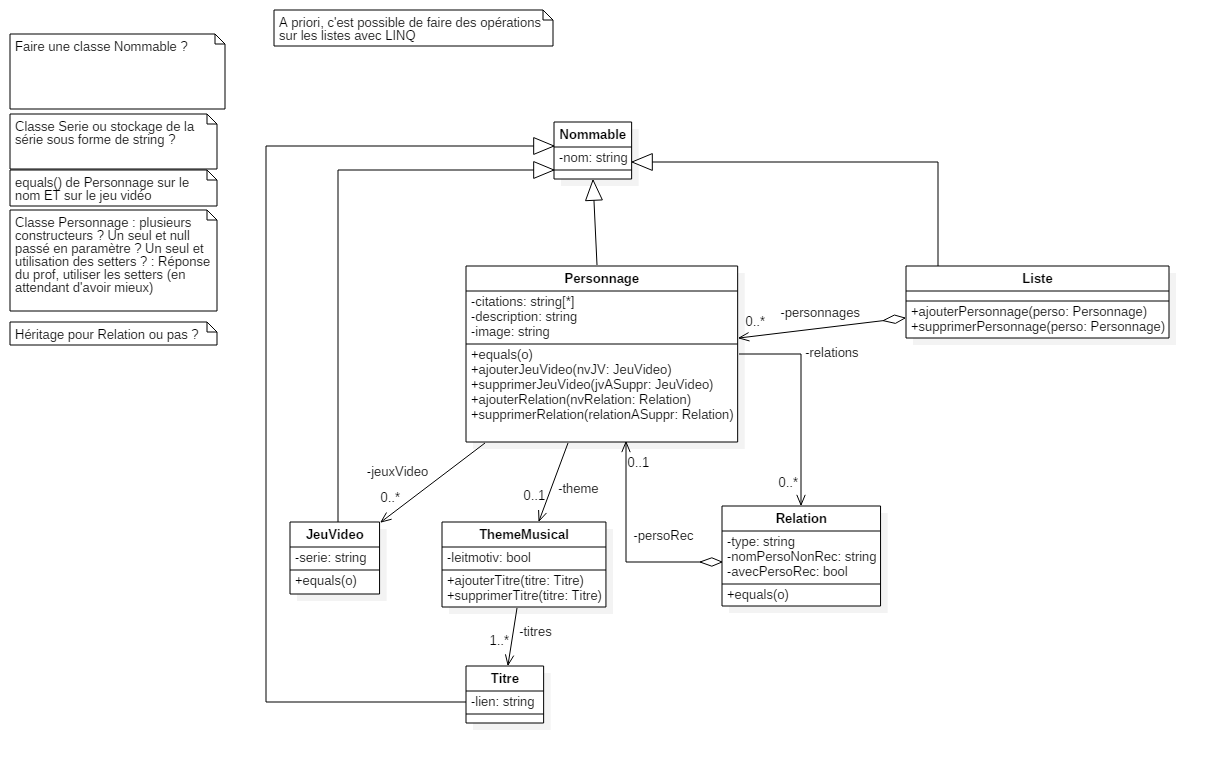 A priori, c'est possible de faire des opérations
sur les listes avec LINQ
Faire une classe Nommable ?
Classe Serie ou stockage de la
série sous forme de string ?
equals() de Personnage sur le
nom ET sur le jeu vidéo
Classe Personnage : plusieurs
constructeurs ? Un seul et null
passé en paramètre ? Un seul et
utilisation des setters ? : Réponse
du prof, utiliser les setters (en
attendant d'avoir mieux)
Héritage pour Relation ou pas ?
Nommable
-nom: string
Personnage
-citations: string[*]
-description: string
-image: string
+equals(o)
+ajouterJeuVideo(nvJV: JeuVideo)
+supprimerJeuVideo(jvASuppr: JeuVideo)
+ajouterRelation(nvRelation: Relation)
+supprimerRelation(relationASuppr: Relation)
Liste
+ajouterPersonnage(perso: Personnage)
+supprimerPersonnage(perso: Personnage)
-personnages
0..*
-relations
0..*
-jeuxVideo
0..*
-theme
0..1
0..1
-persoRec
JeuVideo
-serie: string
+equals(o)
ThemeMusical
-leitmotiv: bool
+ajouterTitre(titre: Titre)
+supprimerTitre(titre: Titre)
Relation
-type: string
-nomPersoNonRec: string
-avecPersoRec: bool
+equals(o)
-titres
1..*
Titre
-lien: string